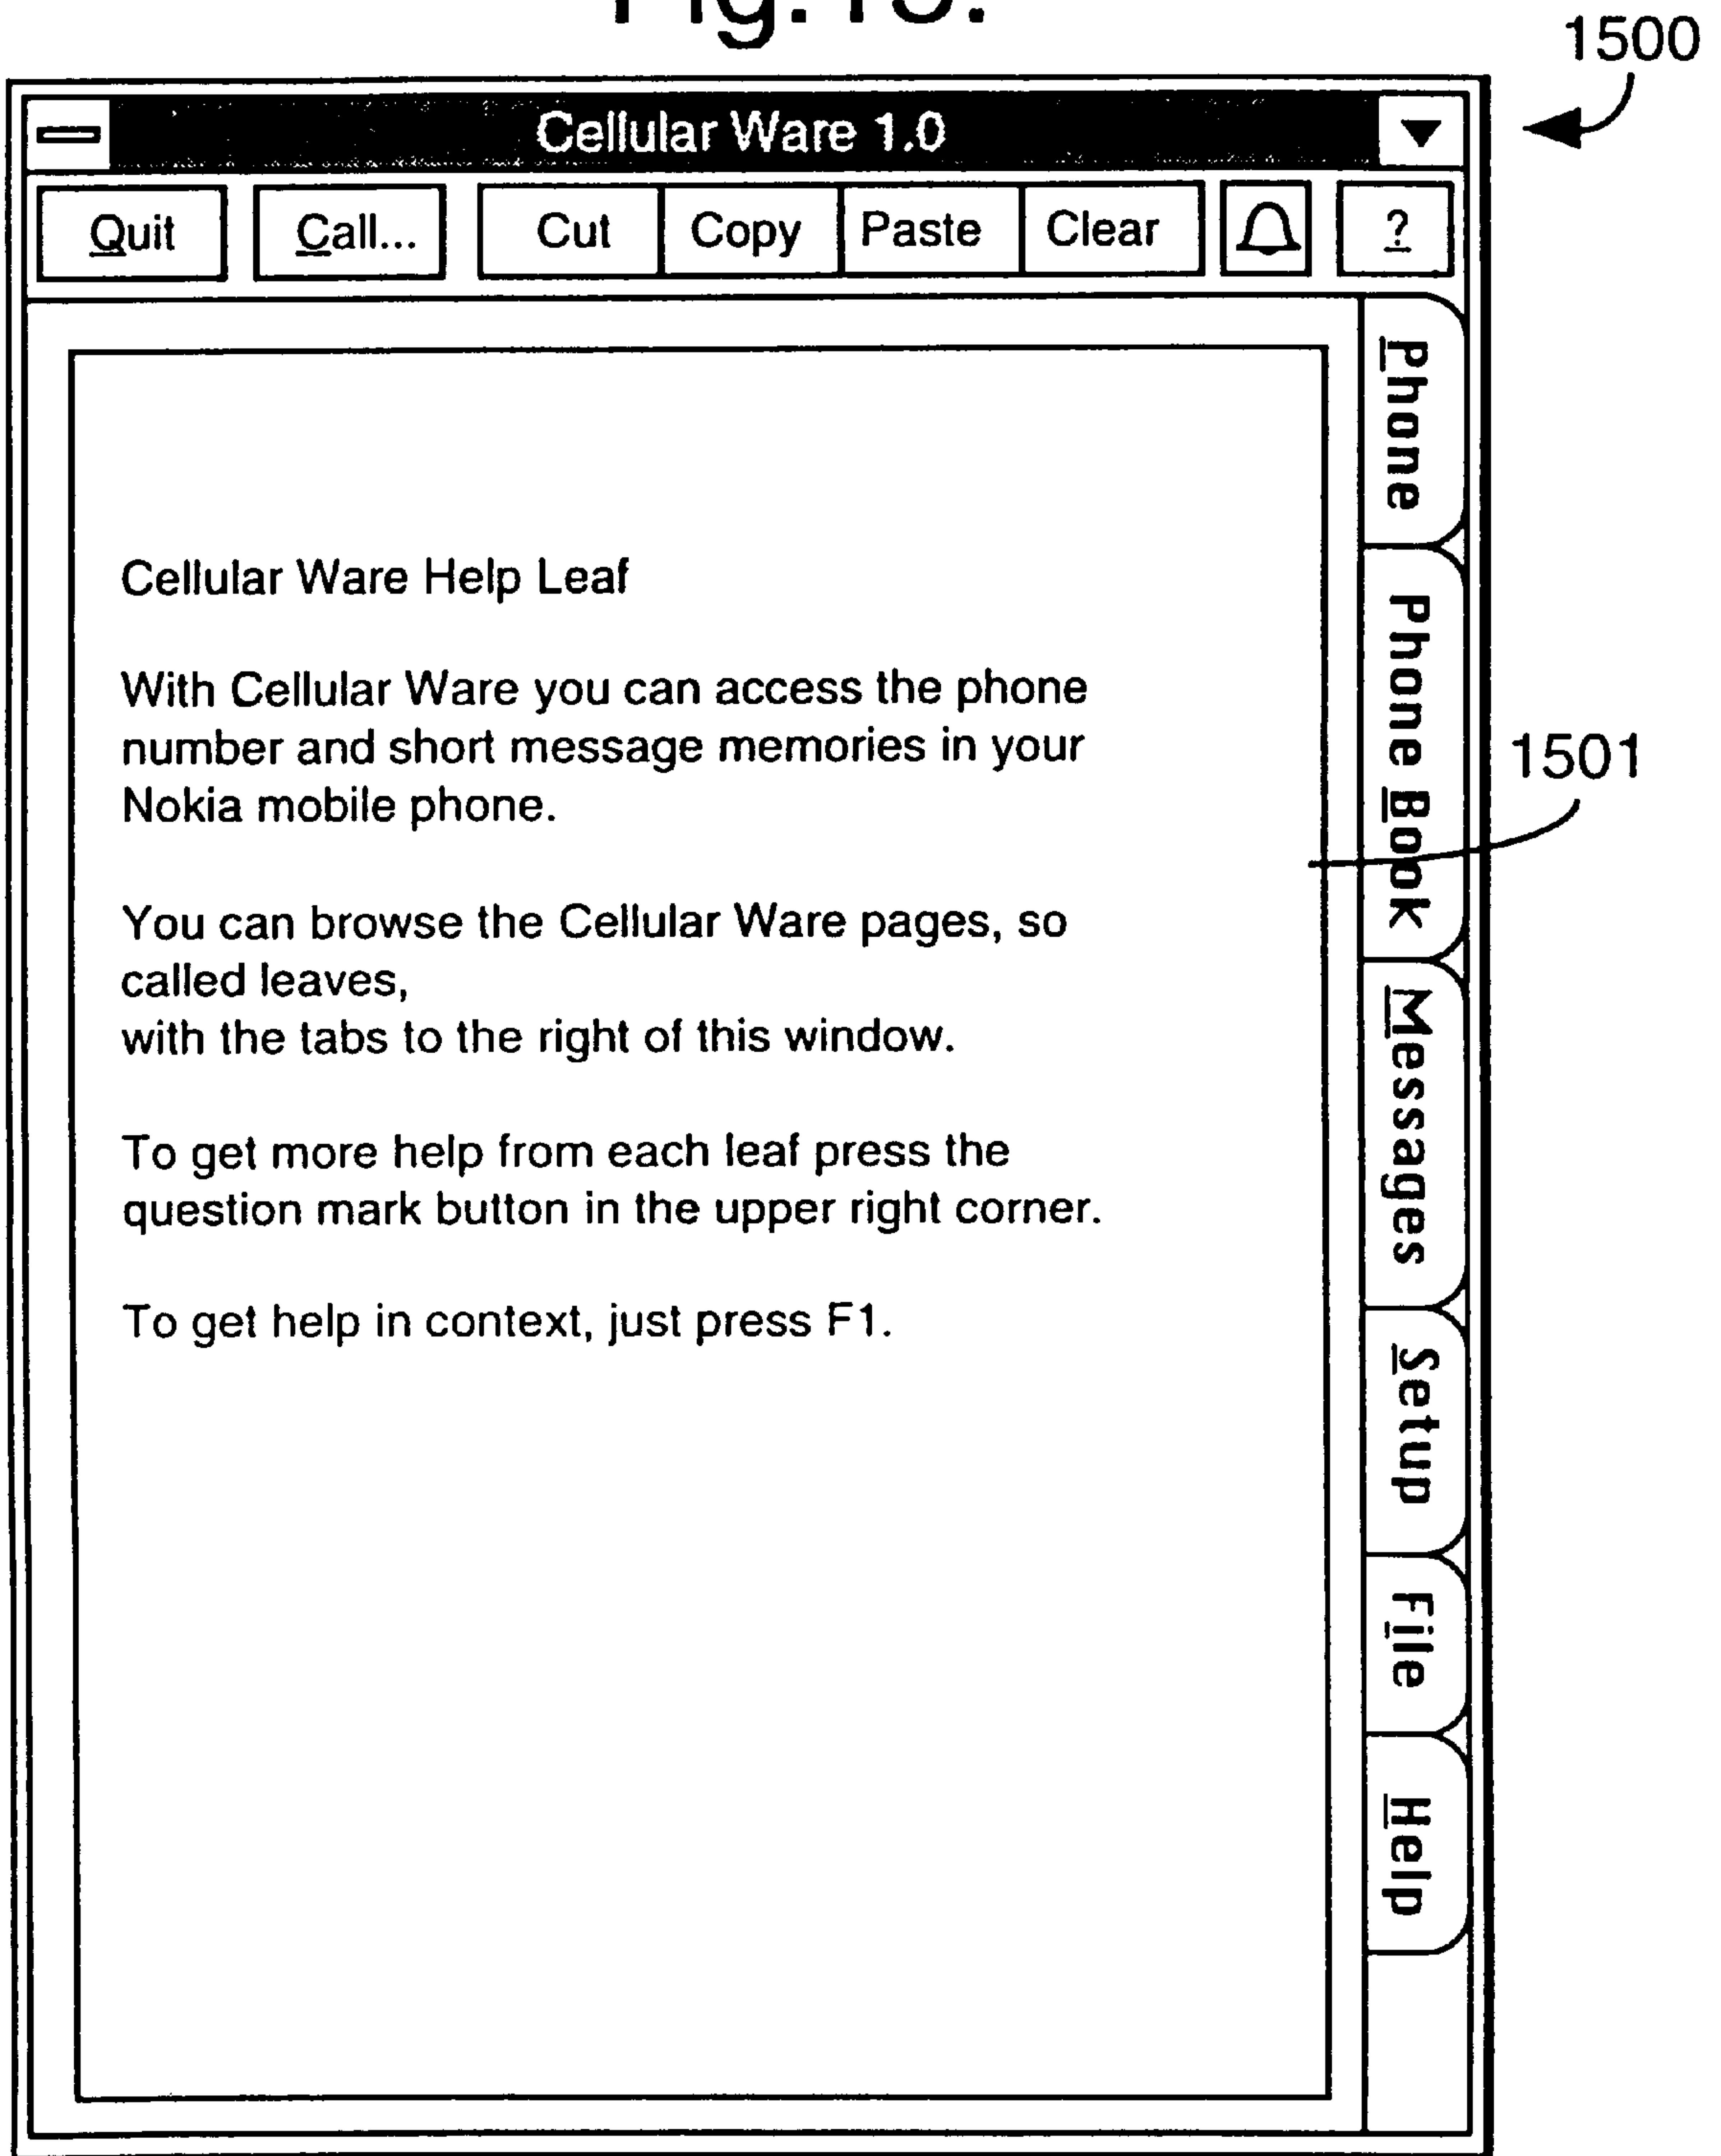 Fig.15.
1500
Cellular Ware 1.0
Quit Call... Cut Copy Paste Clear ?
Phone
Phone Book
Messages
Setup
File
Help
1501
Cellular Ware Help Leaf
With Cellular Ware you can access the phone
number and short message memories in your
Nokia mobile phone.
You can browse the Cellular Ware pages, so
called leaves,
with the tabs to the right of this window.
To get more help from each leaf press the
question mark button in the upper right corner.
To get help in context, just press F1.